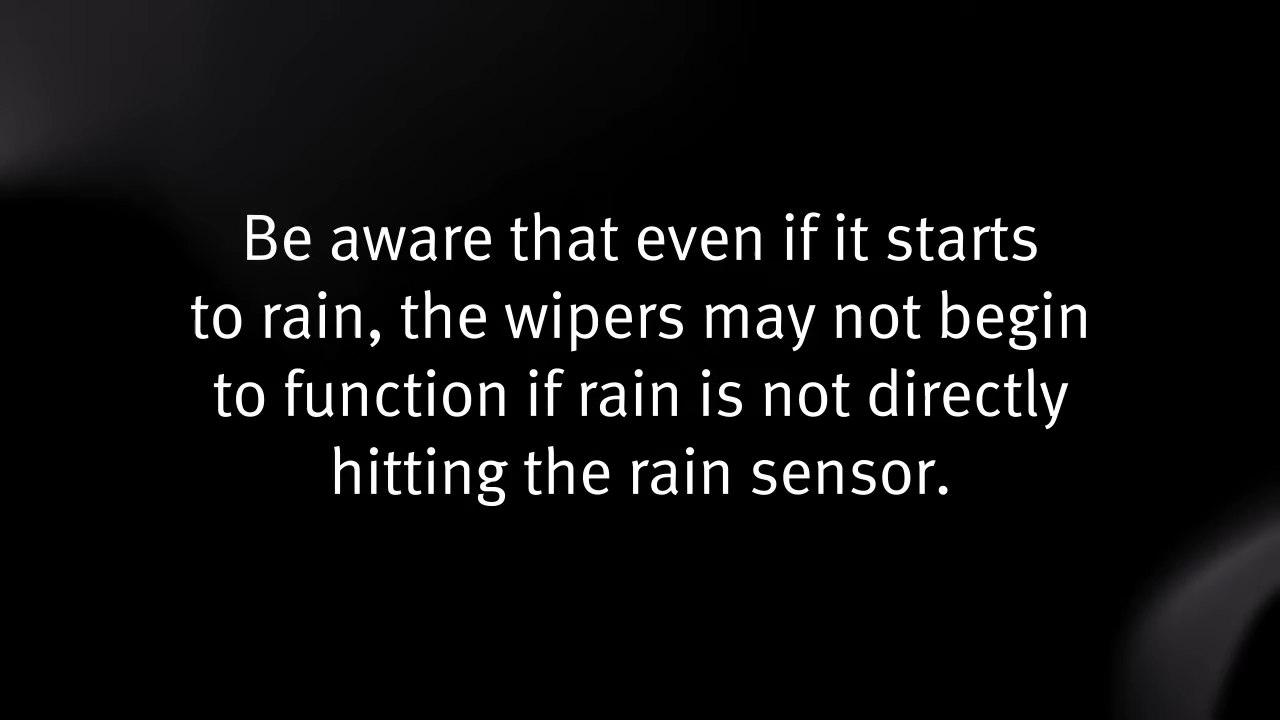 Be aware that even if it starts
to rain, the wipers may not begin
to function if rain is not directly
hitting the rain sensor.